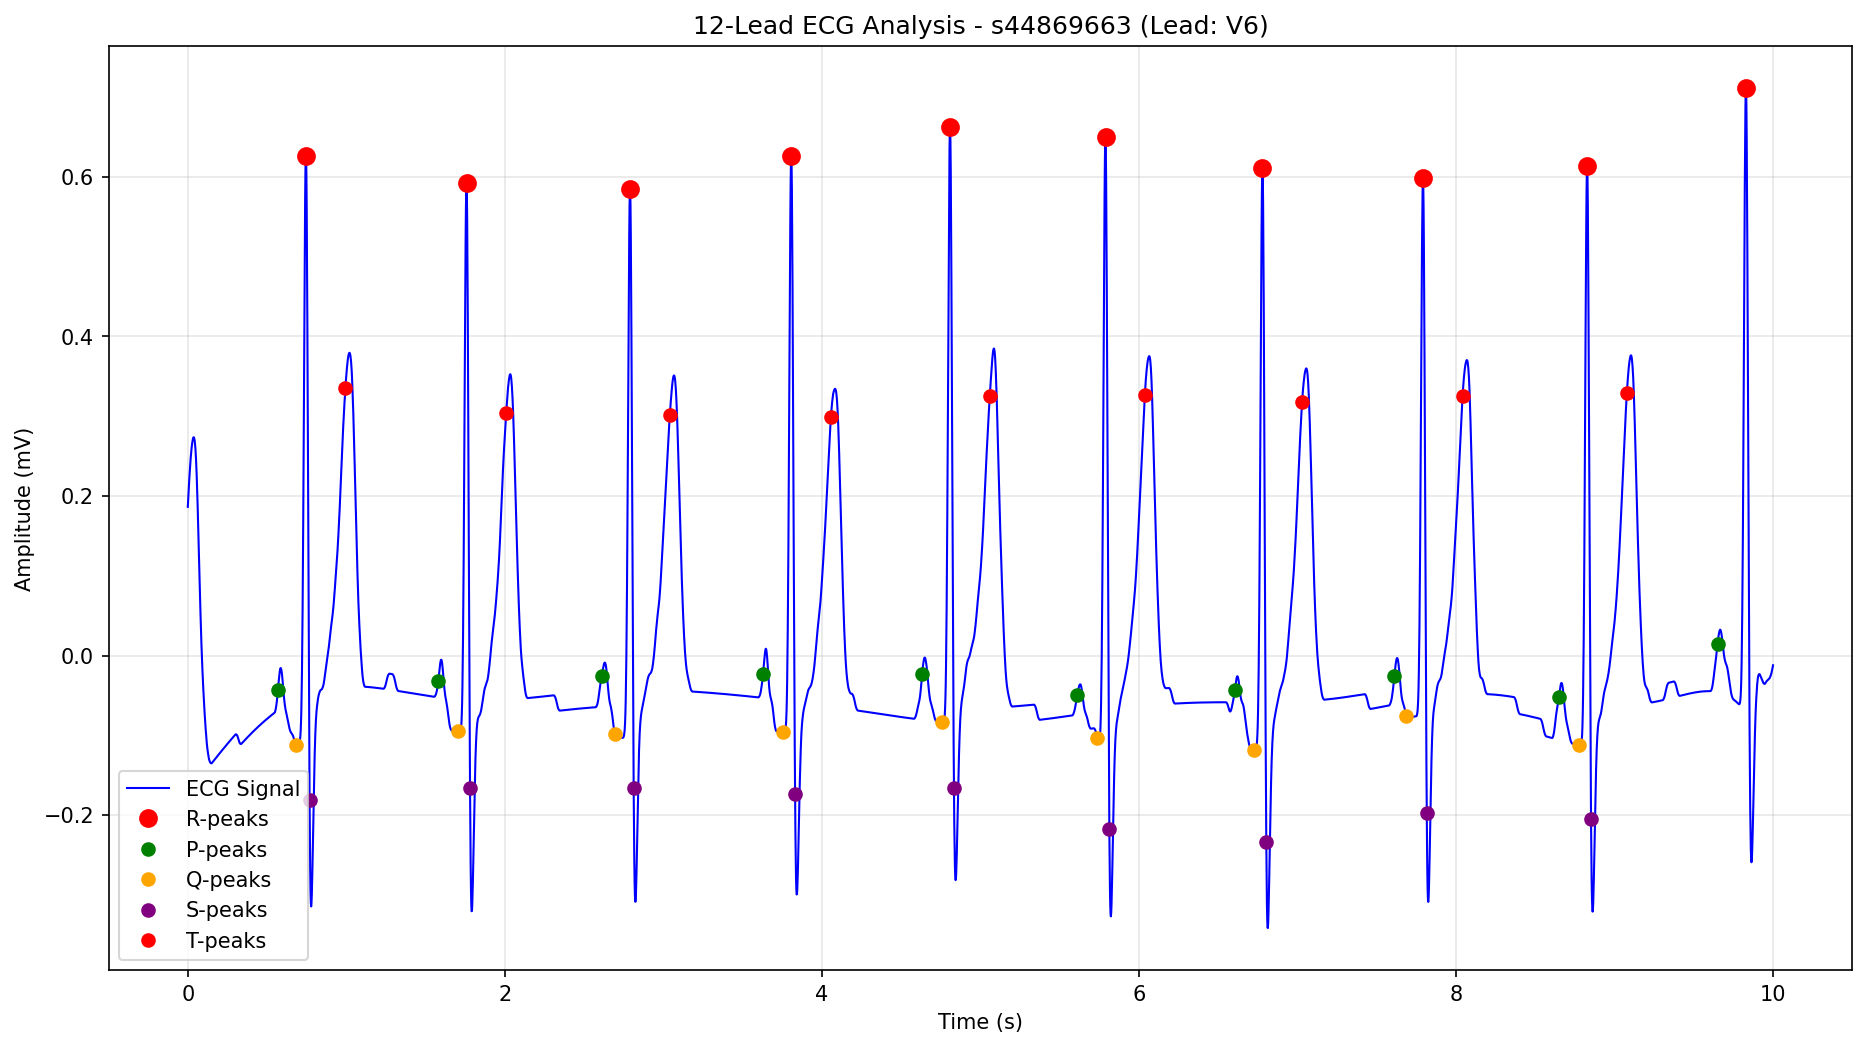 12-Lead ECG Analysis - s44869663 (Lead: V6)
Amplitude (mV)
0.6
0.4
0.2
0.0
−0.2
ECG Signal
R-peaks
P-peaks
Q-peaks
S-peaks
T-peaks
0 2 4 6 8 10
Time (s)